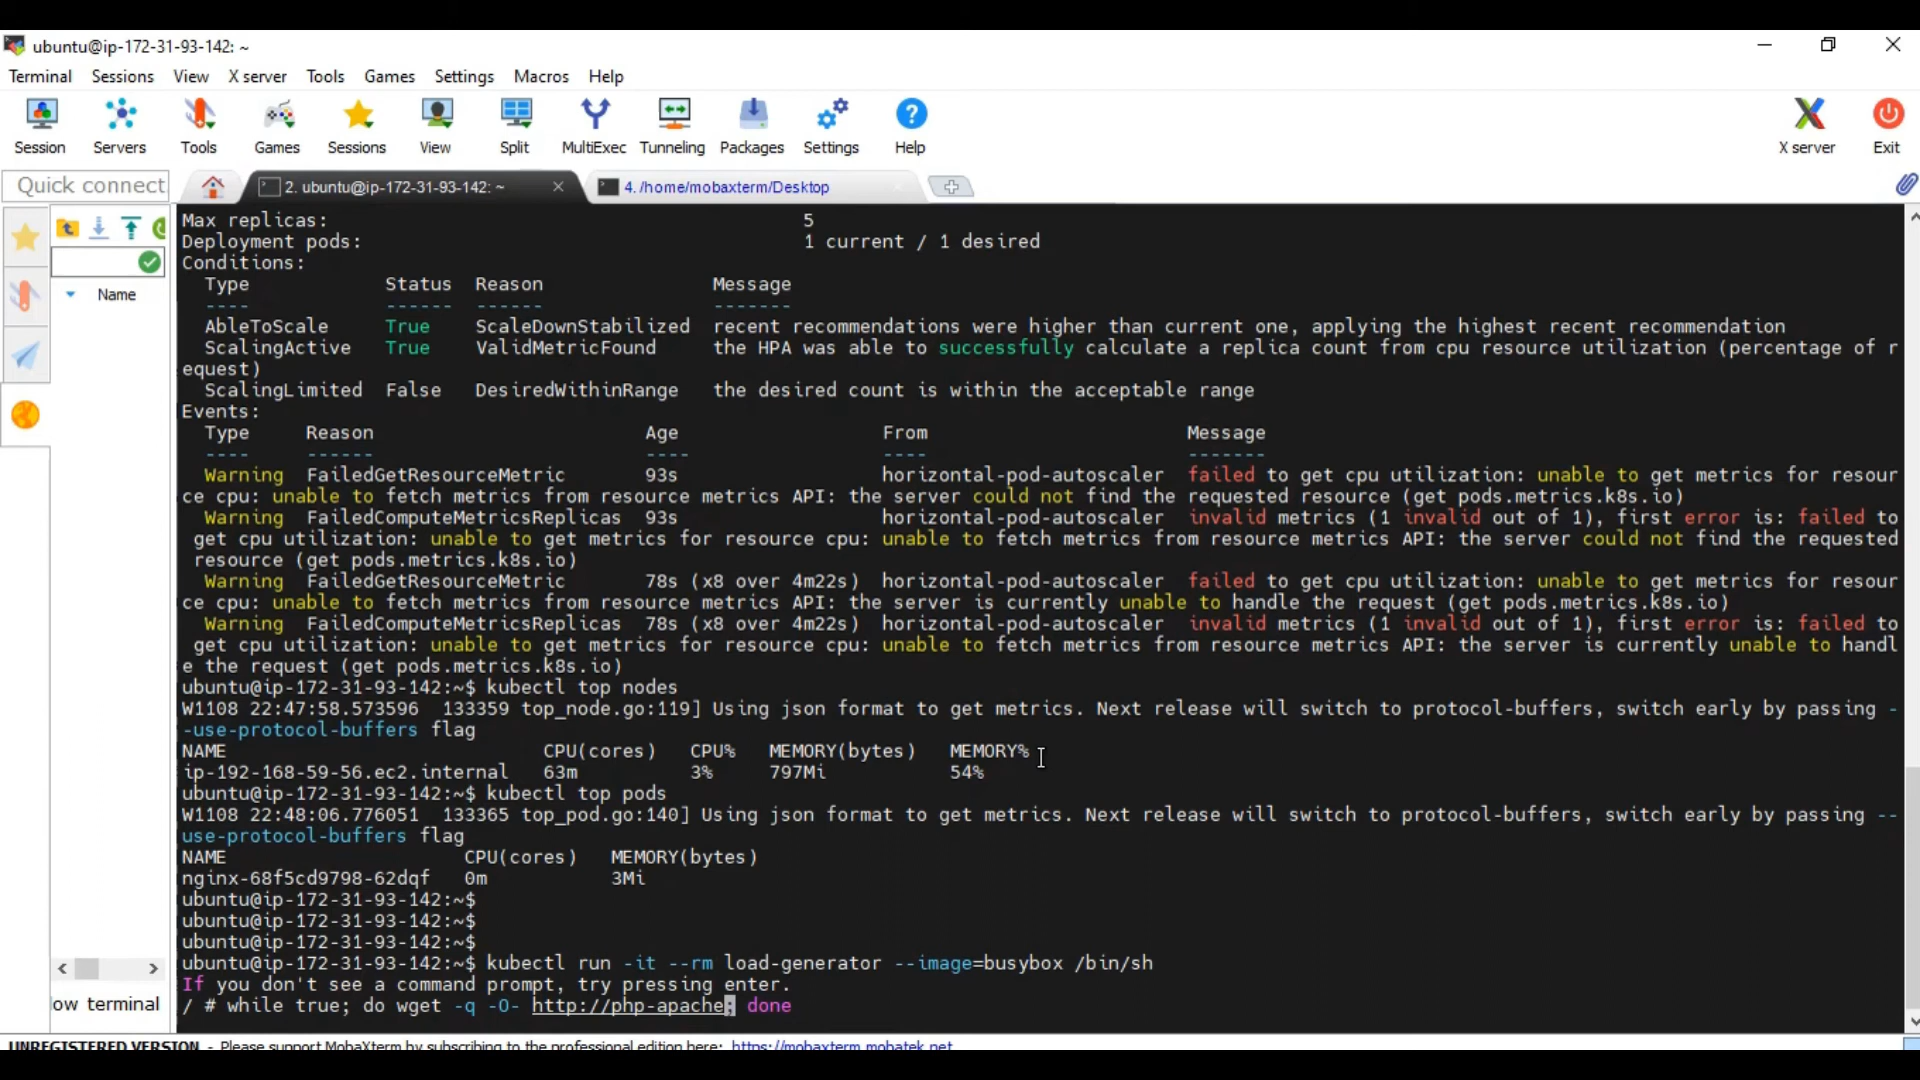 ubuntu@ip-172-31-93-142: ~
Terminal Sessions View X server Tools Games Settings Macros Help
Session Servers Tools Games Sessions View Split MultiExec Tunneling Packages Settings Help X server Exit
Quick connect. 2. ubuntu@ip-172-31-93-142: ~ 4. /home/mobaxterm/Desktop
Name
Max replicas: 5
Deployment pods: 1 current / 1 desired
Conditions:
Type Status Reason Message
---- ------ ------ -------
AbleToScale True ScaleDownStabilized recent recommendations were higher than current one, applying the highest recent recommendation
ScalingActive True ValidMetricFound the HPA was able to successfully calculate a replica count from cpu resource utilization (percentage of r
equest)
ScalingLimited False DesiredWithinRange the desired count is within the acceptable range
Events:
Type Reason Age From Message
---- ------ ---- ---- -------
Warning FailedGetResourceMetric 93s horizontal-pod-autoscaler failed to get cpu utilization: unable to get metrics for resour
ce cpu: unable to fetch metrics from resource metrics API: the server could not find the requested resource (get pods.metrics.k8s.io)
Warning FailedComputeMetricsReplicas 93s horizontal-pod-autoscaler invalid metrics (1 invalid out of 1), first error is: failed to
get cpu utilization: unable to get metrics for resource cpu: unable to fetch metrics from resource metrics API: the server could not find the requested
resource (get pods.metrics.k8s.io)
Warning FailedGetResourceMetric 78s (x8 over 4m22s) horizontal-pod-autoscaler failed to get cpu utilization: unable to get metrics for resour
ce cpu: unable to fetch metrics from resource metrics API: the server is currently unable to handle the request (get pods.metrics.k8s.io)
Warning FailedComputeMetricsReplicas 78s (x8 over 4m22s) horizontal-pod-autoscaler invalid metrics (1 invalid out of 1), first error is: failed to
get cpu utilization: unable to get metrics for resource cpu: unable to fetch metrics from resource metrics API: the server is currently unable to handl
e the request (get pods.metrics.k8s.io)
ubuntu@ip-172-31-93-142:~$ kubectl top nodes
W1108 22:47:58.573596 133359 top_node.go:119] Using json format to get metrics. Next release will switch to protocol-buffers, switch early by passing -
-use-protocol-buffers flag
NAME CPU(cores) CPU% MEMORY(bytes) MEMORY%
ip-192-168-59-56.ec2.internal 63m 3% 797Mi 54%
ubuntu@ip-172-31-93-142:~$ kubectl top pods
W1108 22:48:06.776051 133365 top_pod.go:140] Using json format to get metrics. Next release will switch to protocol-buffers, switch early by passing --
use-protocol-buffers flag
NAME CPU(cores) MEMORY(bytes)
nginx-68f5cd9798-62dqf 0m 3Mi
ubuntu@ip-172-31-93-142:~$
ubuntu@ip-172-31-93-142:~$
ubuntu@ip-172-31-93-142:~$
ubuntu@ip-172-31-93-142:~$ kubectl run -it --rm load-generator --image=busybox /bin/sh
If you don't see a command prompt, try pressing enter.
/ # while true; do wget -q -O- http://php-apache; done
ow terminal
UNREGISTERED VERSION - Please support MobaXterm by subscribing to the professional edition here: https://mobaxterm.mobatek.net